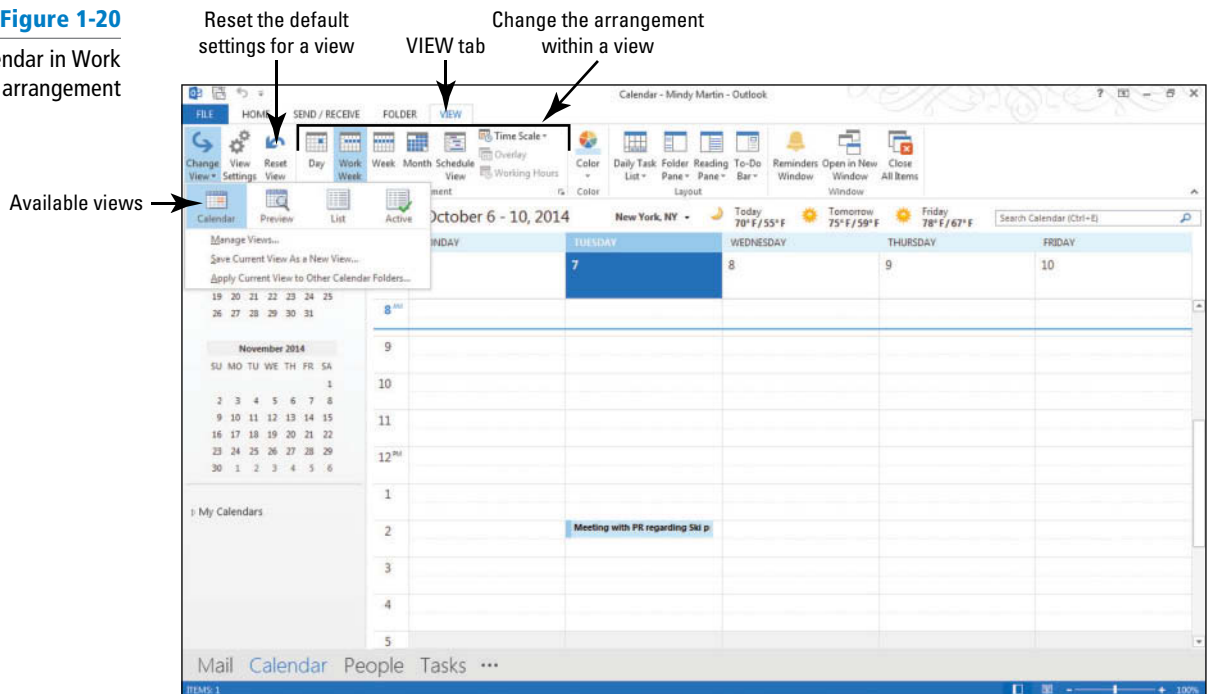 Figure 1-20
endar in Work
arrangement
Reset the default
settings for a view
VIEW tab
Change the arrangement
within a view
Available views
Calendar - Mindy Martin - Outlook
FILE HOME SEND / RECEIVE FOLDER VIEW
Change View View Settings Reset View
Day Work Week Week Month Schedule View
Time Scale
Overlay
Working Hours
Color
Daily Task List Folder Pane Reading Pane To-Do Bar
Reminders Window Open in New Window Close All Items
ment Color Layout Window
Calendar Preview List Active
Manage Views...
Save Current View As a New View...
Apply Current View to Other Calendar Folders...
October 6 - 10, 2014
New York, NY
Today 70°F/55°F
Tomorrow 75°F/59°F
Friday 78°F/67°F
Search Calendar (Ctrl+E)
NDAY TUESDAY WEDNESDAY THURSDAY FRIDAY
7 8 9 10
19 20 21 22 23 24 25
26 27 28 29 30 31
November 2014
SU MO TU WE TH FR SA
1
2 3 4 5 6 7 8
9 10 11 12 13 14 15
16 17 18 19 20 21 22
23 24 25 26 27 28 29
30 1 2 3 4 5 6
My Calendars
8 AM
9
10
11
12 PM
1
2 Meeting with PR regarding Ski p
3
4
5
Mail Calendar People Tasks •••
ITEMS: 1
100%